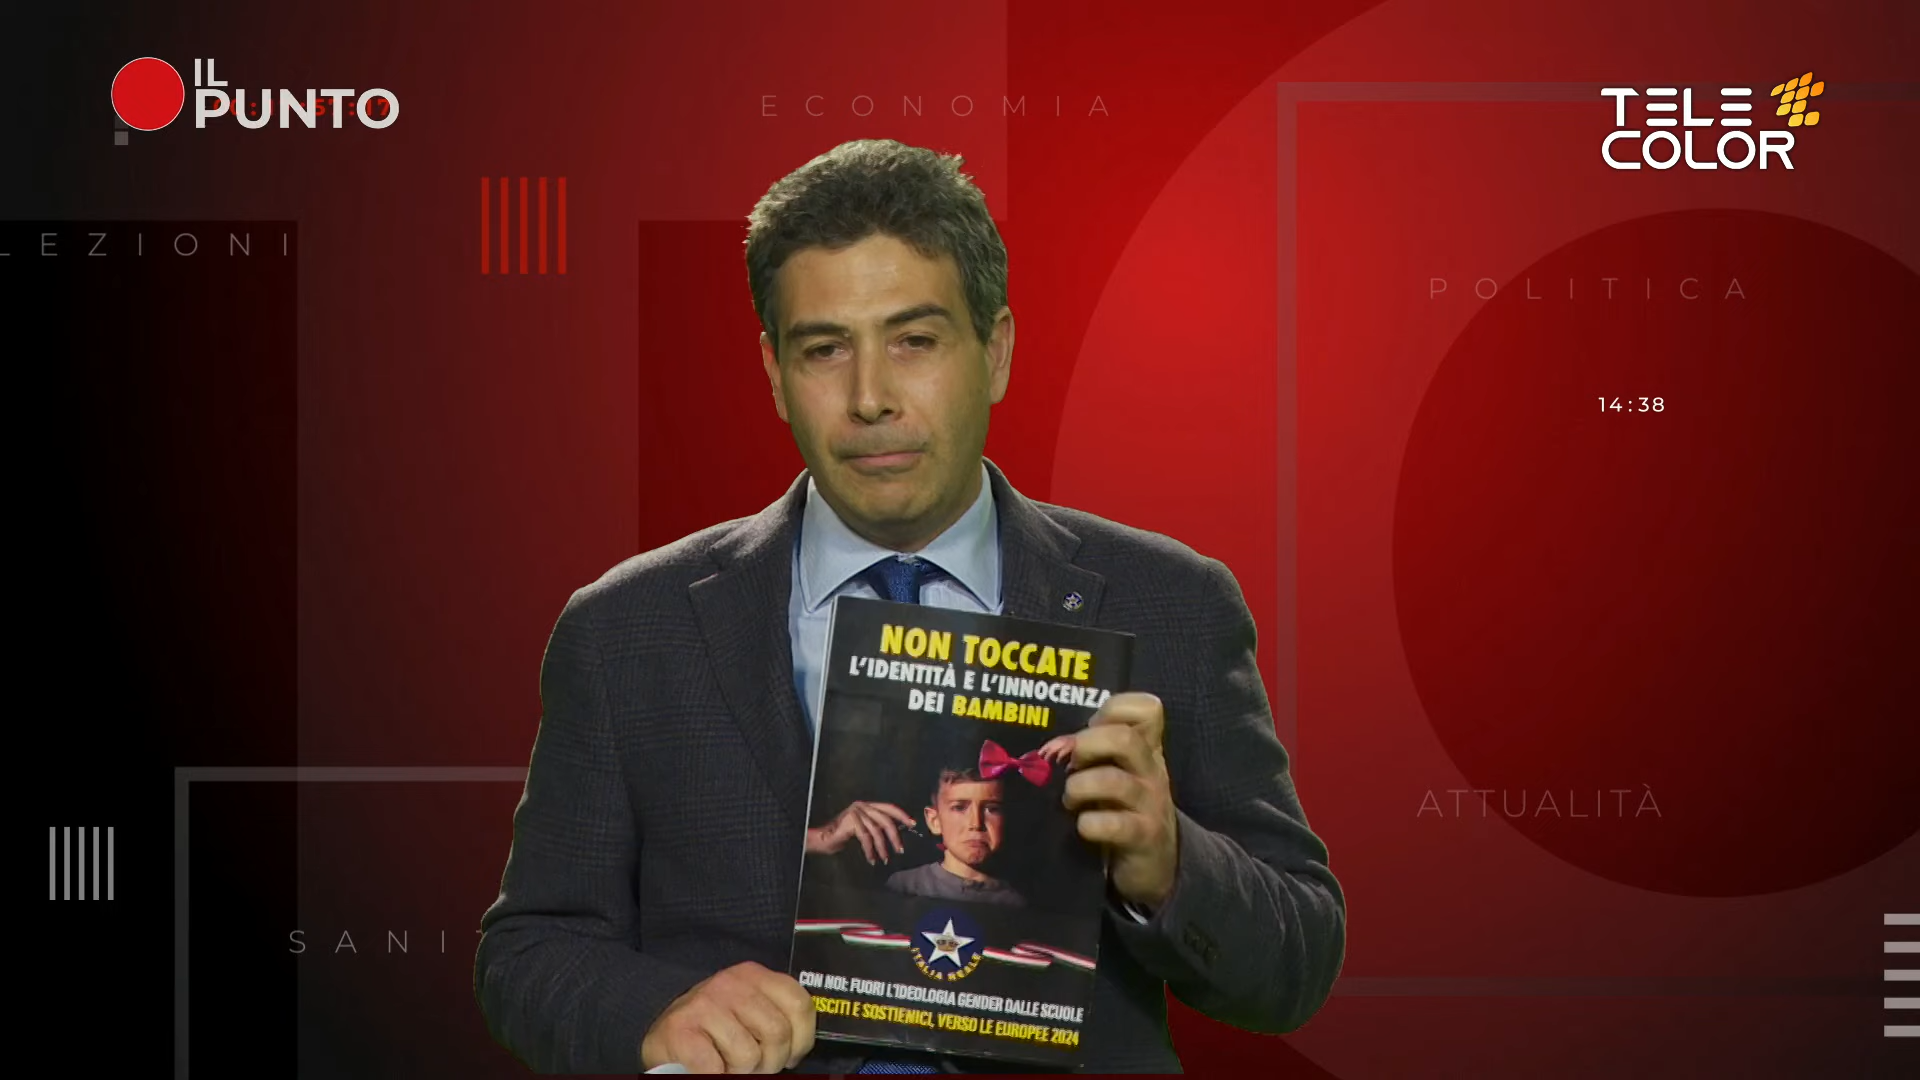 IL
PUNTO
TELE
COLOR
ECONOMIA
LEZIONI
POLITICA
14:38
NON TOCCATE
L'IDENTITÀ E L'INNOCENZA
DEI BAMBINI
ATTUALITÀ
SANI
ITALIA REALE
CON NOI: FUORI L'IDEOLOGIA GENDER DALLE SCUOLE
E SOSTIENICI, VERSO LE EUROPEE 2024